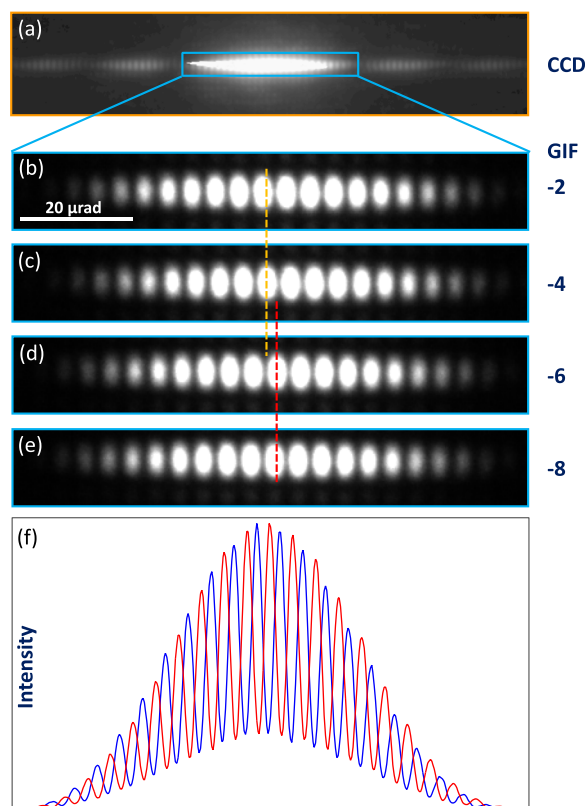 (a)
CCD
GIF
(b)
-2
20 μrad
(c)
-4
(d)
-6
(e)
-8
(f)
Intensity